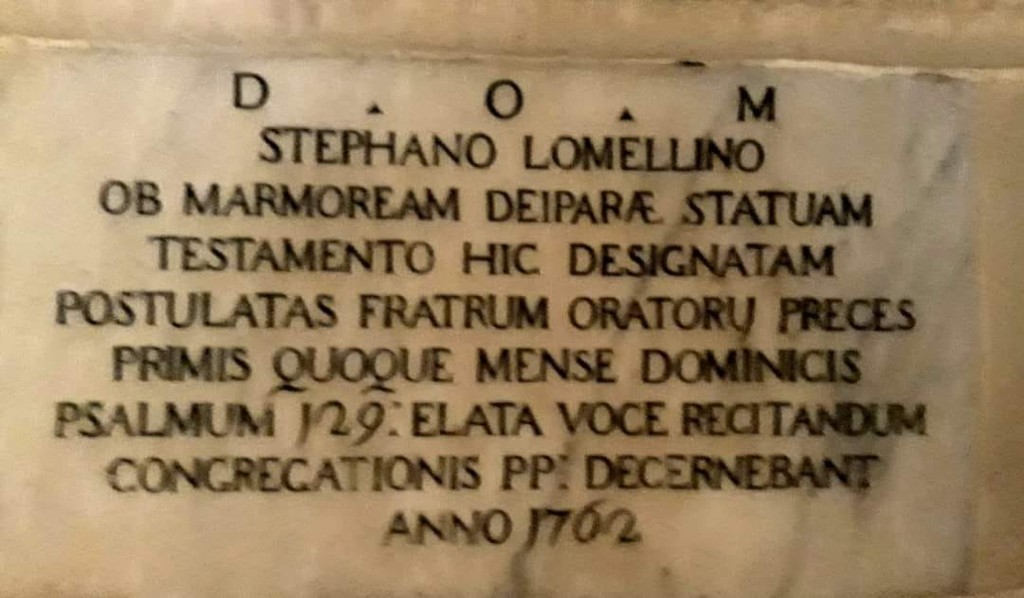 D . O . M
STEPHANO LOMELLINO
OB MARMOREAM DEIPARÆ STATUAM
TESTAMENTO HIC DESIGNATAM
POSTULATAS FRATRUM ORATORIJ PRECES
PRIMIS QUOQUE MENSE DOMINICIS
PSALMUM 129: ELATA VOCE RECITANDUM
CONGREGATIONIS PP: DECERNEBANT
ANNO 1762